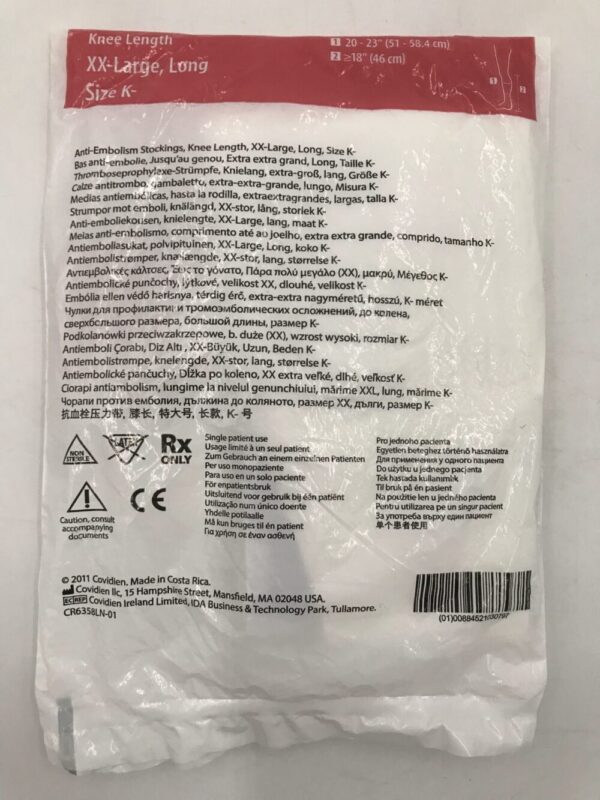 Knee Length
XX-Large, Long
Size K-
1 20 - 23" (51 - 58.4 cm)
2 ≥18" (46 cm)
1
2
Anti-Embolism Stockings, Knee Length, XX-Large, Long, Size K-
Bas anti-embolie, Jusqu'au genou, Extra extra grand, Long, Taille K-
Thromboseprophylaxe-Strümpfe, Knielang, extra-extra-groß, lang, Größe K-
Calze antitrombo, gambaletto, extra-extra-grande, lungo, Misura K-
Medias antiembólicas, hasta la rodilla, extraextragrandes, largas, talla K-
Strumpor mot emboli, knälängd, XX-stor, lång, storlek K-
Anti-emboliekousen, knielengte, XX-Large, lang, maat K-
Meias anti-embolismo, comprimento até ao joelho, extra extra grande, comprido, tamanho K-
Antiemboliasukat, polvipituinen, XX-Large, Long, koko K-
Antiembolistrømper, knælængde, XX-stor, lang, størrelse K-
Αντιεμβολικές κάλτσες, Έως το γόνατο, Πάρα πολύ μεγάλο (XX), μακρύ, Μέγεθος K-
Antiembolické punčochy, lýtkové, velikost XX, dlouhé, velikost K-
Embólia ellen védő harisnya, térdig érő, extra-extra nagyméretű, hosszú, K- méret
Чулки для профилактики тромоэмболических осложнений, до колена,
сверхбольшого размера, большой длины, размер K-
Podkolanówki przeciwzakrzepowe, b. duże (XX), wzrost wysoki, rozmiar K-
Antiemboli Çorabı, Diz Altı, XX-Büyük, Uzun, Beden K-
Antiembolistrømpe, knelengde, XX-stor, lang, størrelse K-
Antiembolické pančuchy, Dĺžka po koleno, XX extra veľké, dlhé, veľkosť K-
Ciorapi antiambolism, lungime la nivelul genunchiului, mărime XXL, lung, mărime K-
Чорапи против емболия, дължина до коляното, размер XX, дълги, размер K-
抗血栓压力带, 膝长, 特大号, 长款, K- 号
NON STERILE
LATEX
Rx ONLY
Caution, consult
accompanying
documents
CE
Single patient use
Usage limité à un seul patient
Zum Gebrauch an einem einzelnen Patienten
Per uso monopaziente
Para uso en un solo paciente
För enpatientsbruk
Uitsluitend voor gebruik bij één patiënt
Utilização num único doente
Yhdelle potilaalle
Må kun bruges til én patient
Για χρήση σε έναν ασθενή
Pro jednoho pacienta
Egyetlen beteghez történő használatra
Для применения у одного пациента
Do użytku u jednego pacjenta
Tek hastada kullanımlık
Til bruk på én pasient
Na použitie len u jedného pacienta
Pentru utilizarea pe un singur pacient
За употреба върху един пациент
单个患者使用
© 2011 Covidien, Made in Costa Rica.
Covidien llc, 15 Hampshire Street, Mansfield, MA 02048 USA.
EC REP Covidien Ireland Limited, IDA Business & Technology Park, Tullamore.
CR6358LN-01